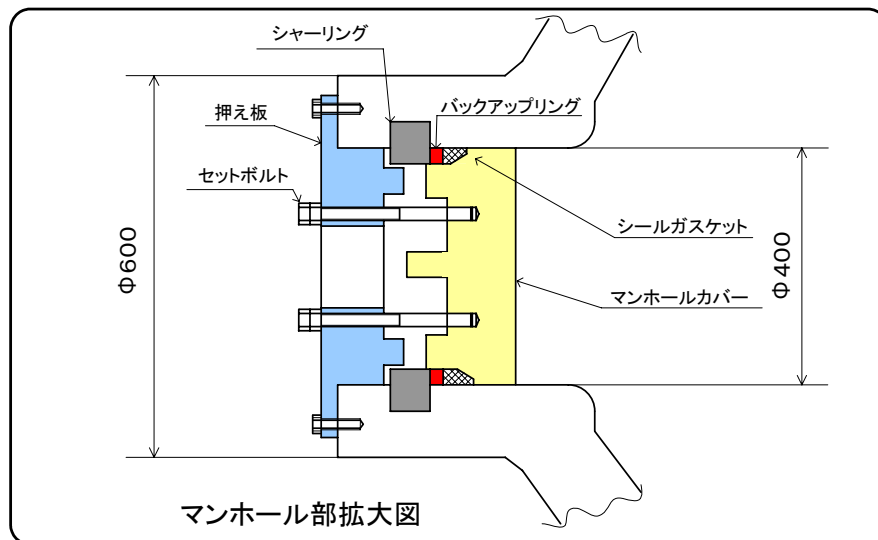 シャーリング
バックアップリング
押え板
セットボルト
シールガスケット
マンホールカバー
Φ600
Φ400
マンホール部拡大図